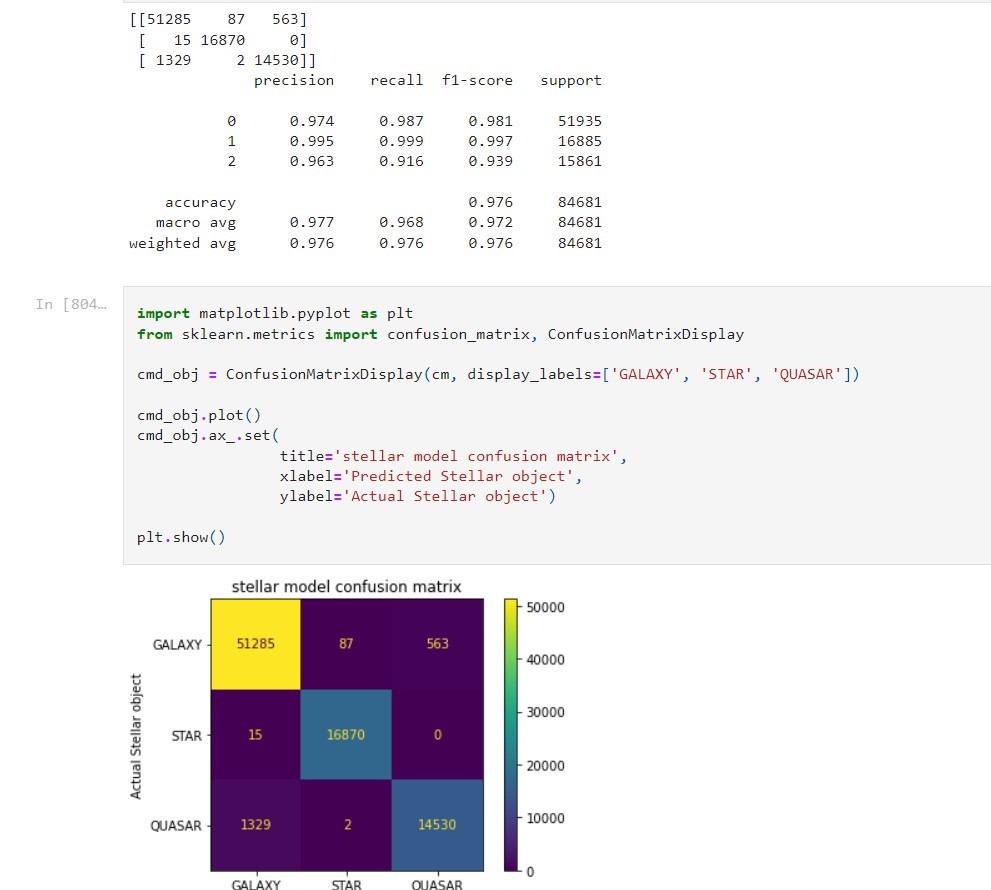 [[51285    87   563]
 [   15 16870     0]
 [ 1329     2 14530]]
              precision    recall  f1-score   support
           0      0.974     0.987     0.981     51935
           1      0.995     0.999     0.997     16885
           2      0.963     0.916     0.939     15861
    accuracy                          0.976     84681
   macro avg      0.977     0.968     0.972     84681
weighted avg      0.976     0.976     0.976     84681
In [804…
import matplotlib.pyplot as plt
from sklearn.metrics import confusion_matrix, ConfusionMatrixDisplay
cmd_obj = ConfusionMatrixDisplay(cm, display_labels=['GALAXY', 'STAR', 'QUASAR'])
cmd_obj.plot()
cmd_obj.ax_.set(
                title='stellar model confusion matrix',
                xlabel='Predicted Stellar object',
                ylabel='Actual Stellar object')
plt.show()
stellar model confusion matrix
Actual Stellar object
GALAXY 51285 87 563
STAR 15 16870 0
QUASAR 1329 2 14530
GALAXY STAR QUASAR
50000
40000
30000
20000
10000
0